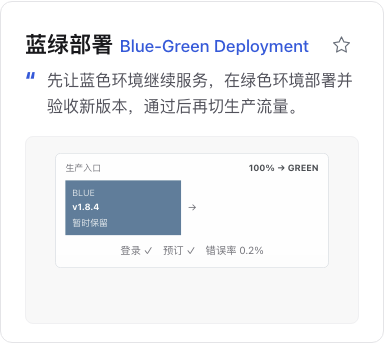 蓝绿部署 Blue-Green Deployment
“ 先让蓝色环境继续服务，在绿色环境部署并
验收新版本，通过后再切生产流量。
生产入口 100% → GREEN
BLUE
v1.8.4 →
暂时保留
登录 ✓ 预订 ✓ 错误率 0.2%